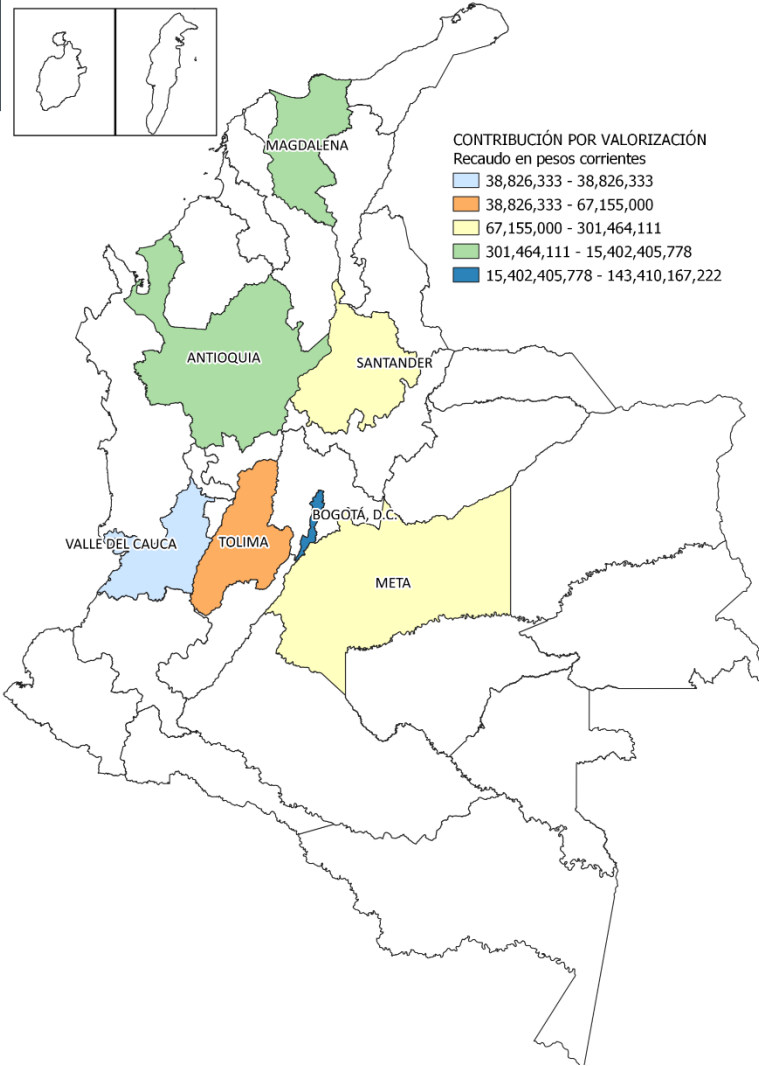 CONTRIBUCIÓN POR VALORIZACIÓN
Recaudo en pesos corrientes
38,826,333 - 38,826,333
38,826,333 - 67,155,000
67,155,000 - 301,464,111
301,464,111 - 15,402,405,778
15,402,405,778 - 143,410,167,222
MAGDALENA
ANTIOQUIA
SANTANDER
BOGOTÁ, D.C.
VALLE DEL CAUCA
TOLIMA
META